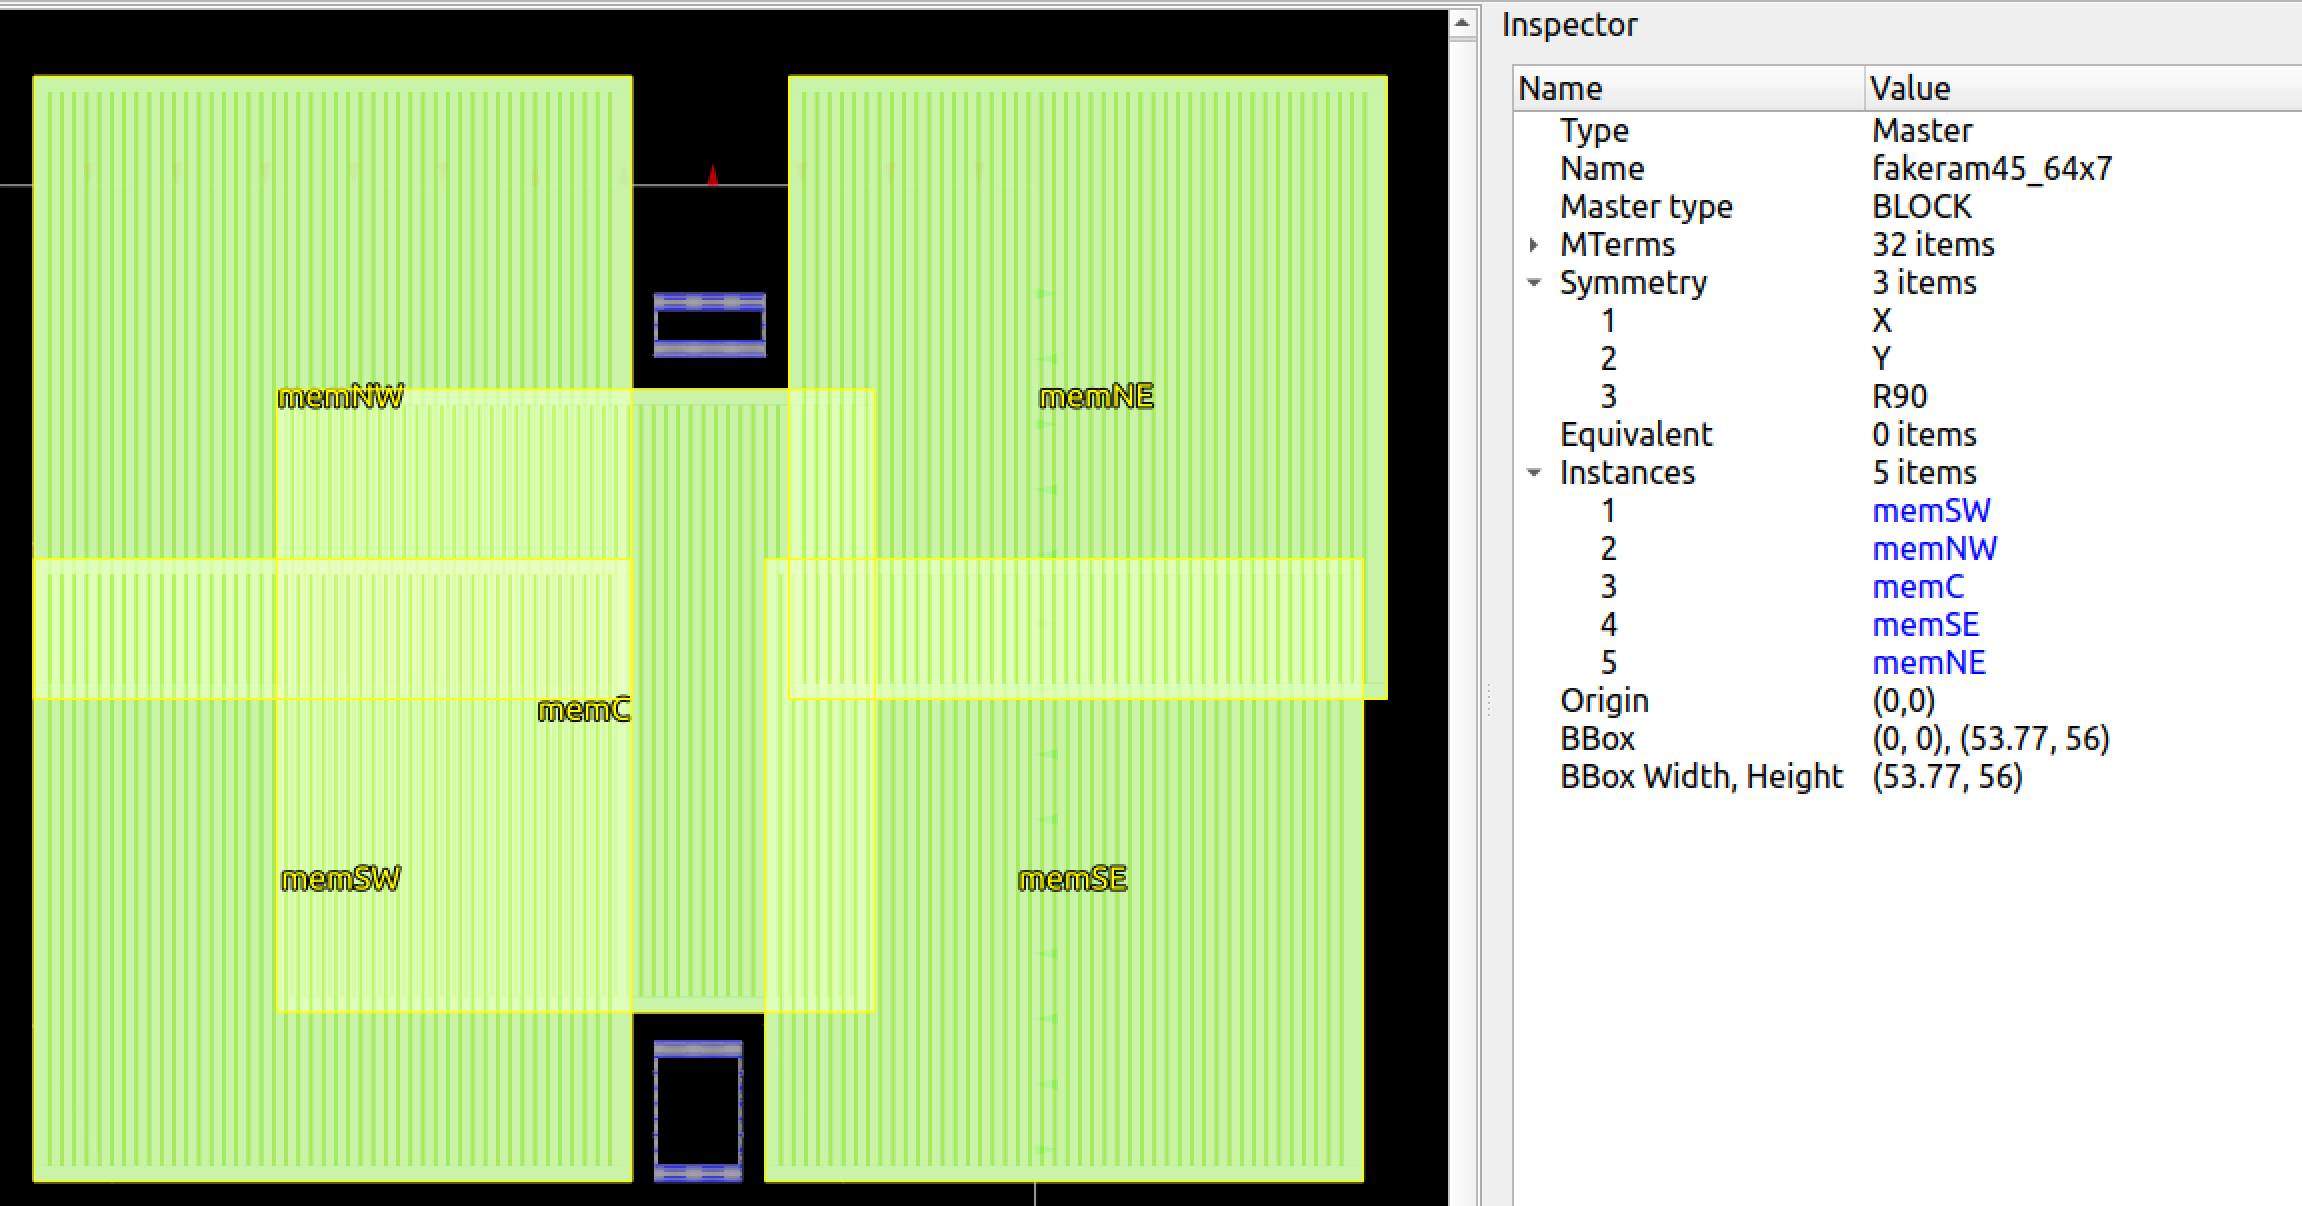 memNW
memNE
memC
memSW
memSE
Inspector
Name Value
Type Master
Name fakeram45_64x7
Master type BLOCK
MTerms 32 items
Symmetry 3 items
1 X
2 Y
3 R90
Equivalent 0 items
Instances 5 items
1 memSW
2 memNW
3 memC
4 memSE
5 memNE
Origin (0,0)
BBox (0, 0), (53.77, 56)
BBox Width, Height (53.77, 56)